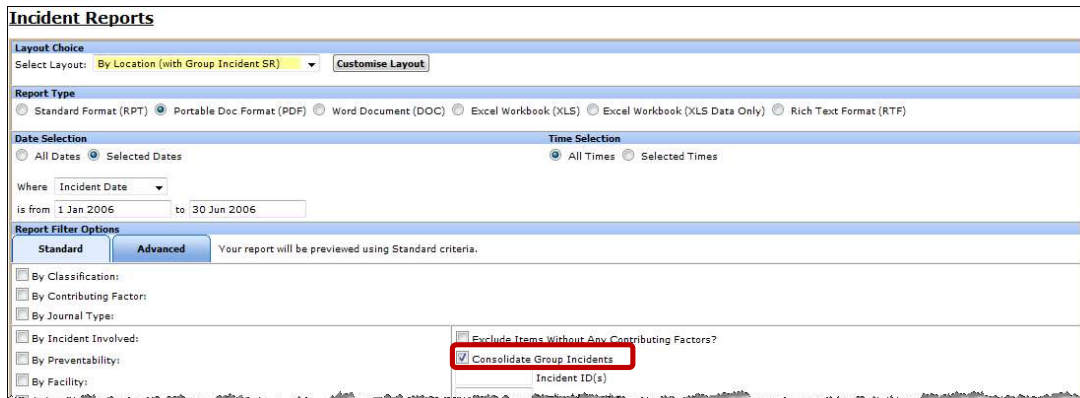 Incident Reports
Layout Choice
Select Layout: By Location (with Group Incident SR) Customise Layout
Report Type
Standard Format (RPT) Portable Doc Format (PDF) Word Document (DOC) Excel Workbook (XLS) Excel Workbook (XLS Data Only) Rich Text Format (RTF)
Date Selection Time Selection
All Dates Selected Dates All Times Selected Times
Where Incident Date
is from 1 Jan 2006 to 30 Jun 2006
Report Filter Options
Standard Advanced Your report will be previewed using Standard criteria.
By Classification:
By Contributing Factor:
By Journal Type:
By Incident Involved: Exclude Items Without Any Contributing Factors?
By Preventability: Consolidate Group Incidents
By Facility: Incident ID(s)